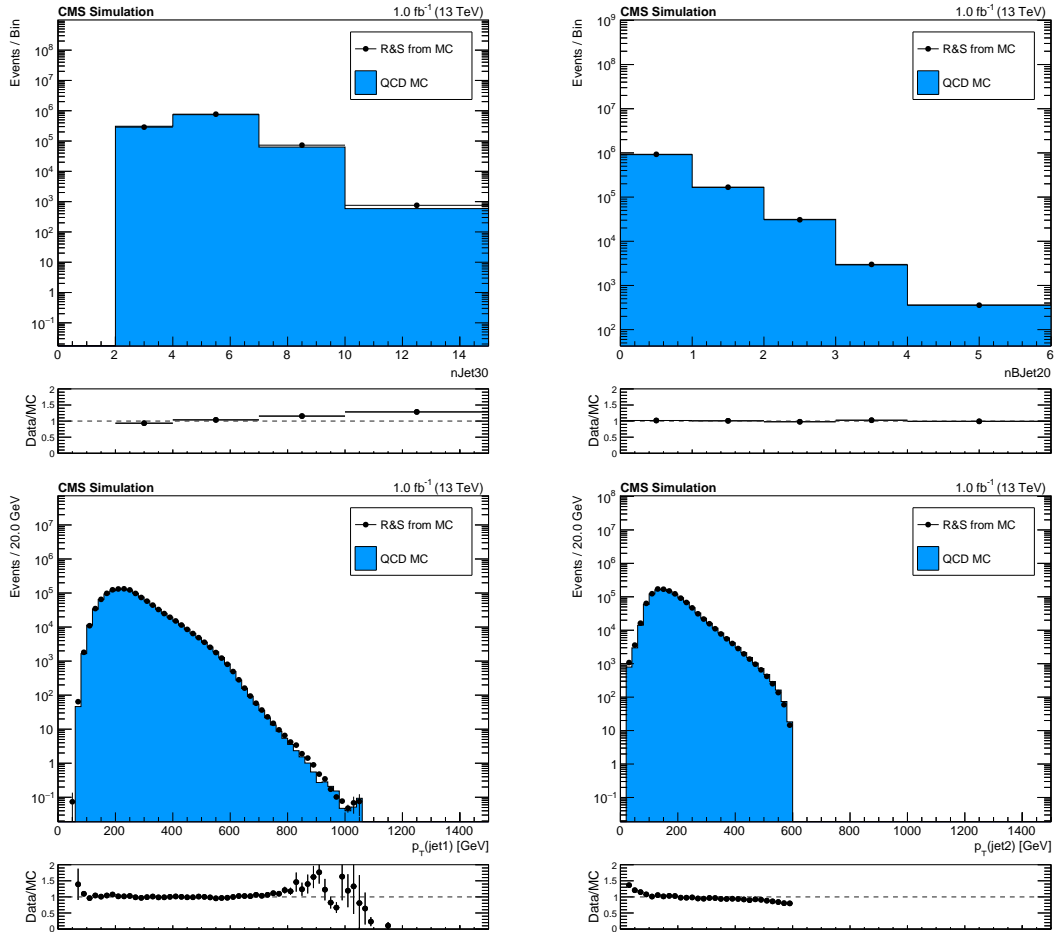 CMS Simulation 1.0 fb⁻¹ (13 TeV)
Events / Bin
R&S from MC
QCD MC
10⁸
10⁷
10⁶
10⁵
10⁴
10³
10²
10
1
10⁻¹
0 2 4 6 8 10 12 14
nJet30
Data/MC
2
1.5
1
0.5
0
CMS Simulation 1.0 fb⁻¹ (13 TeV)
Events / Bin
R&S from MC
QCD MC
10⁹
10⁸
10⁷
10⁶
10⁵
10⁴
10³
10²
0 1 2 3 4 5 6
nBJet20
Data/MC
2
1.5
1
0.5
0
CMS Simulation 1.0 fb⁻¹ (13 TeV)
Events / 20.0 GeV
R&S from MC
QCD MC
10⁷
10⁶
10⁵
10⁴
10³
10²
10
1
10⁻¹
0 200 400 600 800 1000 1200 1400
p_T(jet1) [GeV]
Data/MC
2
1.5
1
0.5
0
CMS Simulation 1.0 fb⁻¹ (13 TeV)
Events / 20.0 GeV
R&S from MC
QCD MC
10⁸
10⁷
10⁶
10⁵
10⁴
10³
10²
10
1
10⁻¹
0 200 400 600 800 1000 1200 1400
p_T(jet2) [GeV]
Data/MC
2
1.5
1
0.5
0